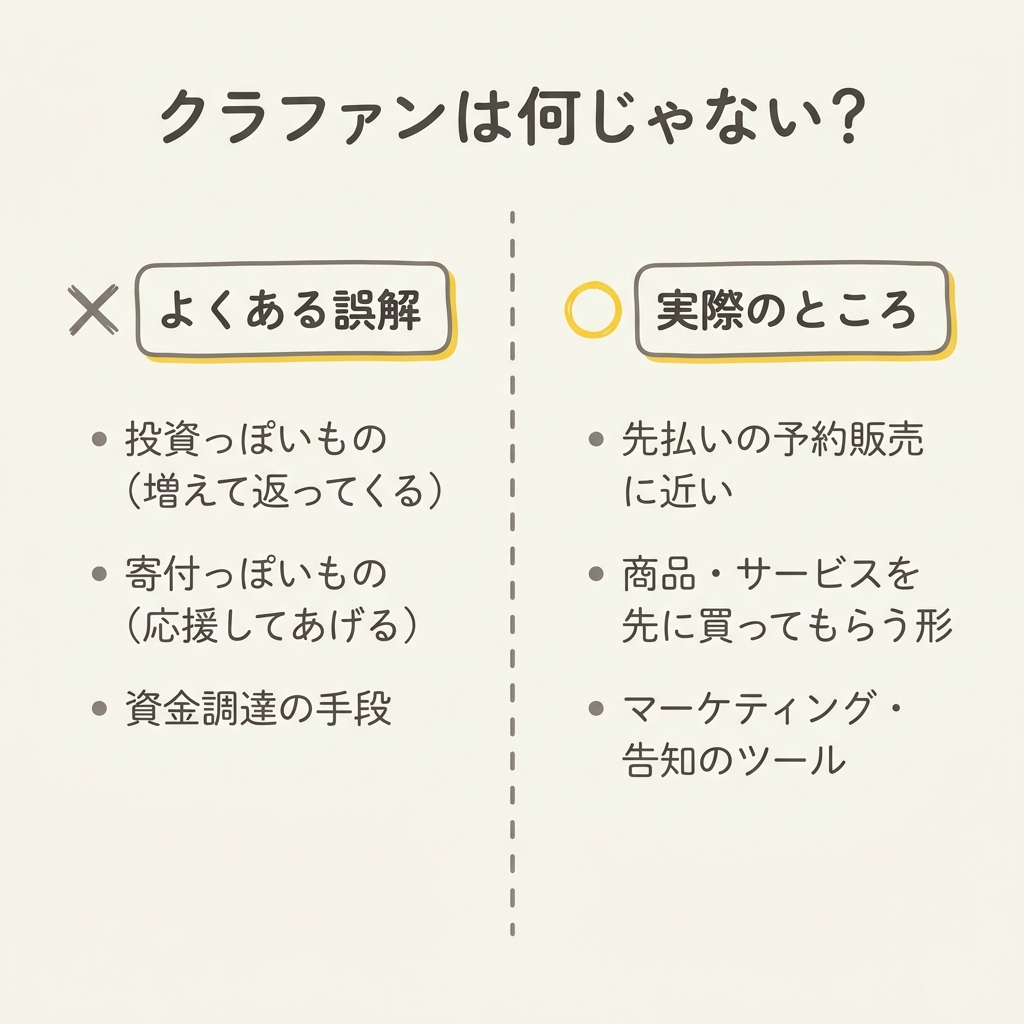 クラファンは何じゃない？
よくある誤解
投資っぽいもの
（増えて返ってくる）
寄付っぽいもの
（応援してあげる）
資金調達の手段
実際のところ
先払いの予約販売
に近い
商品・サービスを
先に買ってもらう形
マーケティング・
告知のツール